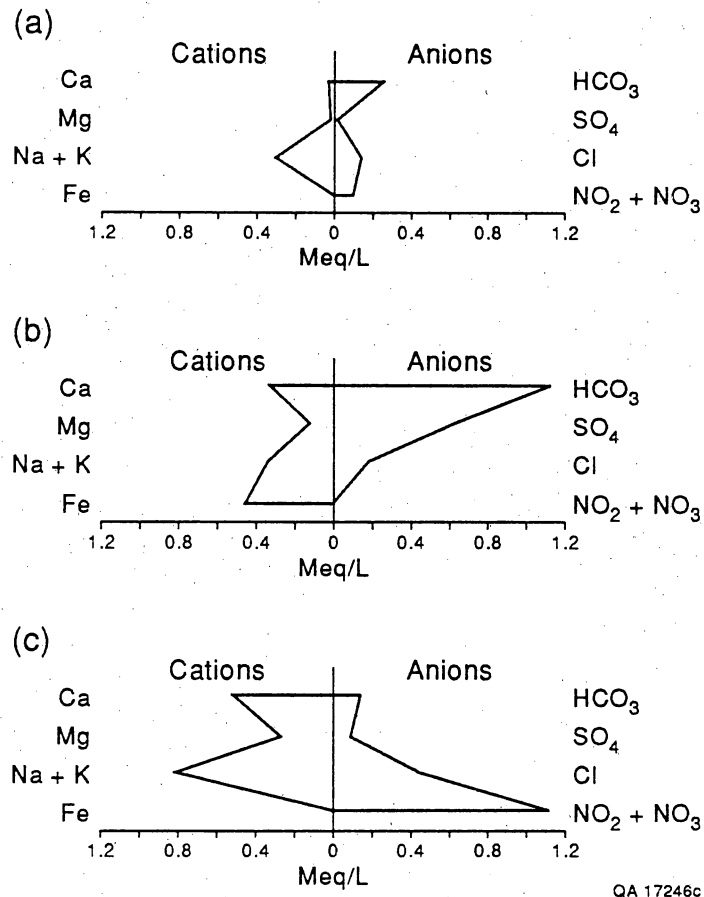 (a)
Cations Anions
Ca HCO3
Mg SO4
Na + K Cl
Fe NO2 + NO3
1.2 0.8 0.4 0 0.4 0.8 1.2
Meq/L
(b)
Cations Anions
Ca HCO3
Mg SO4
Na + K Cl
Fe NO2 + NO3
1.2 0.8 0.4 0 0.4 0.8 1.2
Meq/L
(c)
Cations Anions
Ca HCO3
Mg SO4
Na + K Cl
Fe NO2 + NO3
1.2 0.8 0.4 0 0.4 0.8 1.2
Meq/L
QA 17246c